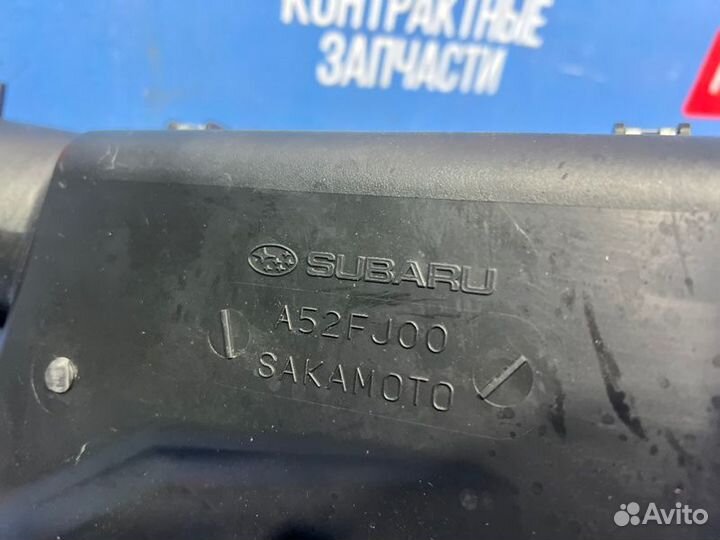 КОНТРАКТНЫЕ
ЗАПЧАСТИ
SUBARU
A52FJ00
SAKAMOTO
Avito